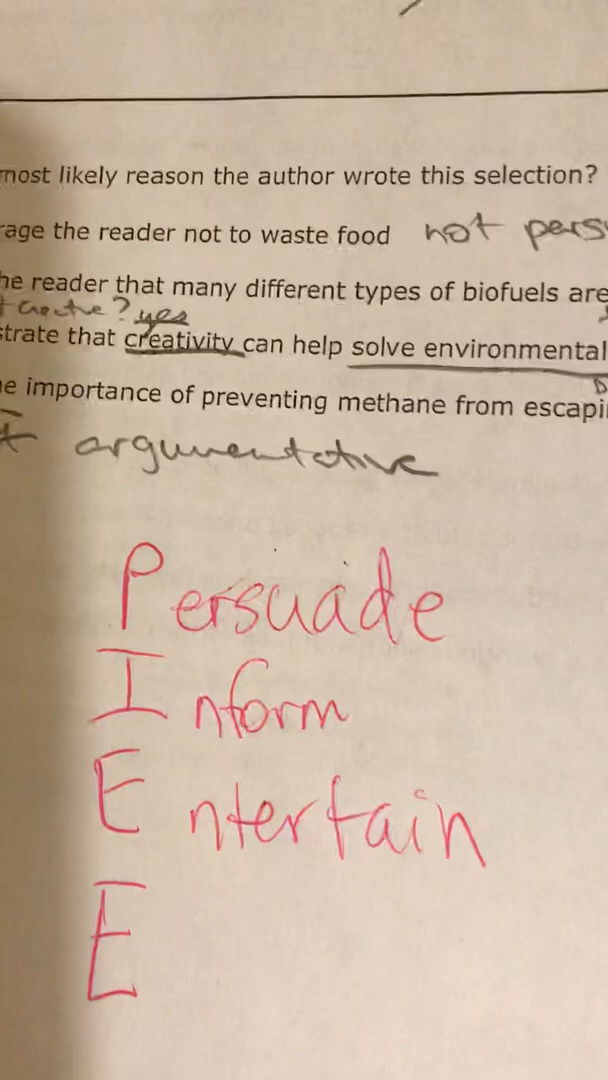 most likely reason the author wrote this selection?
rage the reader not to waste food not pers
he reader that many different types of biofuels are
creative? yes
strate that creativity can help solve environmental
e importance of preventing methane from escapi
argumentative
Persuade
Inform
Entertain
E